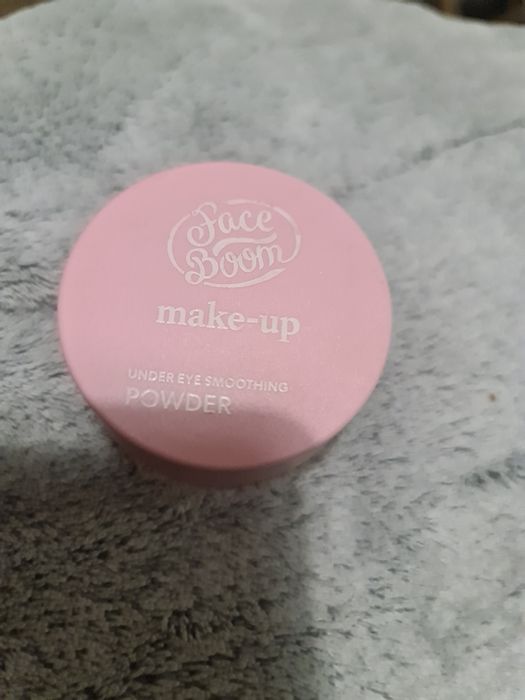 Face
Boom
make-up
UNDER EYE SMOOTHING
POWDER